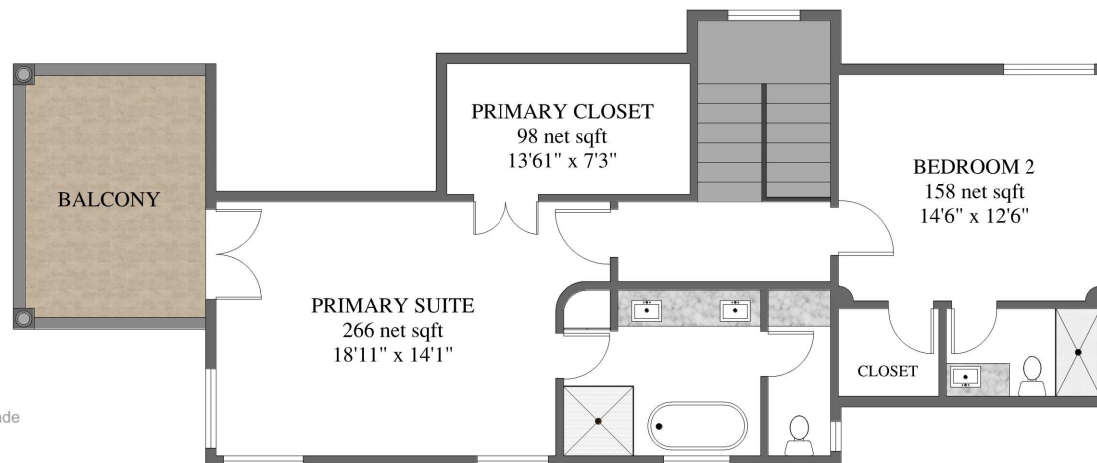 PRIMARY CLOSET
98 net sqft
13'61" x 7'3"
BEDROOM 2
158 net sqft
14'6" x 12'6"
BALCONY
PRIMARY SUITE
266 net sqft
18'11" x 14'1"
CLOSET